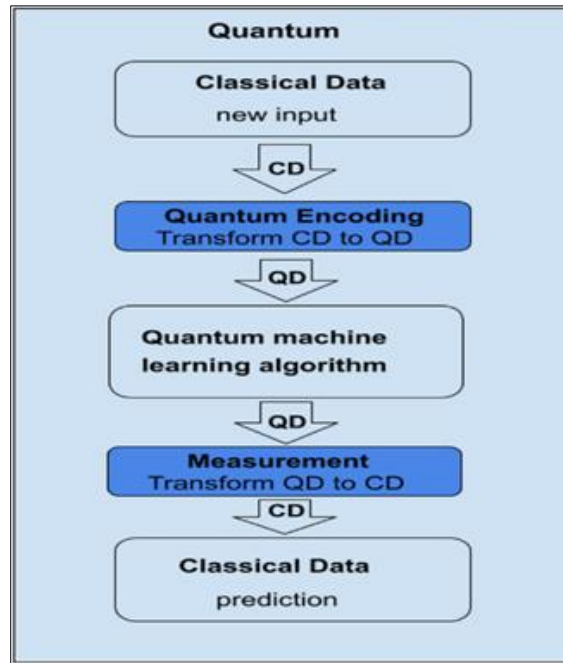 Quantum
Classical Data
new input
CD
Quantum Encoding
Transform CD to QD
QD
Quantum machine
learning algorithm
QD
Measurement
Transform QD to CD
CD
Classical Data
prediction